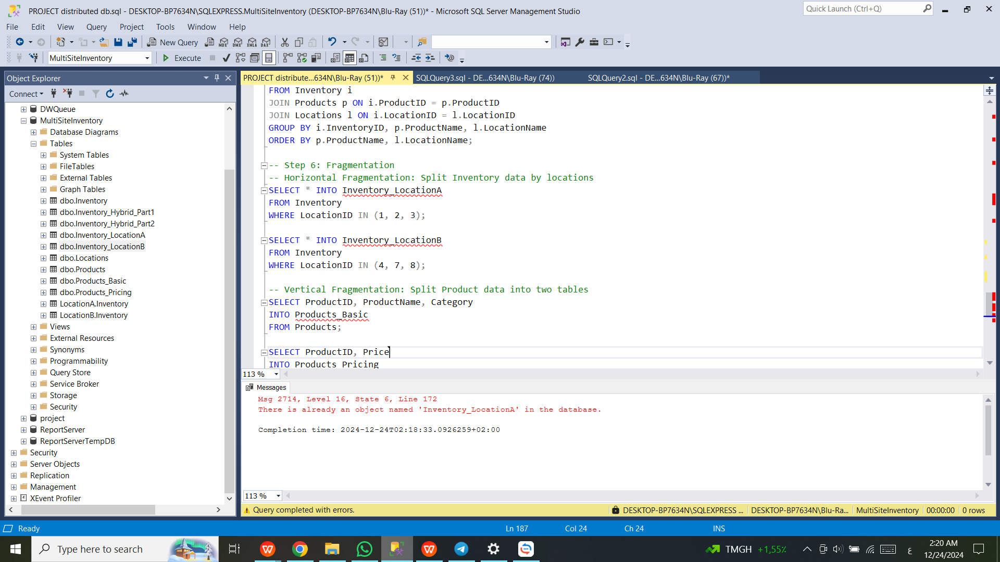 PROJECT distributed db.sql - DESKTOP-BP7634N\SQLEXPRESS.MultiSiteInventory (DESKTOP-BP7634N\Blu-Ray (51))* - Microsoft SQL Server Management Studio
Quick Launch (Ctrl+Q)
File Edit View Query Project Tools Window Help
New Query MDX DMX XMLA DAX
MultiSiteInventory Execute
Object Explorer
PROJECT distribute...634N\Blu-Ray (51))* SQLQuery3.sql - DE...634N\Blu-Ray (74)) SQLQuery2.sql - DE...634N\Blu-Ray (67))*
Connect
DWQueue
MultiSiteInventory
Database Diagrams
Tables
System Tables
FileTables
External Tables
Graph Tables
dbo.Inventory
dbo.Inventory_Hybrid_Part1
dbo.Inventory_Hybrid_Part2
dbo.Inventory_LocationA
dbo.Inventory_LocationB
dbo.Locations
dbo.Products
dbo.Products_Basic
dbo.Products_Pricing
LocationA.Inventory
LocationB.Inventory
Views
External Resources
Synonyms
Programmability
Query Store
Service Broker
Storage
Security
project
ReportServer
ReportServerTempDB
Security
Server Objects
Replication
Management
XEvent Profiler
FROM Inventory i
JOIN Products p ON i.ProductID = p.ProductID
JOIN Locations l ON i.LocationID = l.LocationID
GROUP BY i.InventoryID, p.ProductName, l.LocationName
ORDER BY p.ProductName, l.LocationName;
-- Step 6: Fragmentation
-- Horizontal Fragmentation: Split Inventory data by locations
SELECT * INTO Inventory_LocationA
FROM Inventory
WHERE LocationID IN (1, 2, 3);
SELECT * INTO Inventory_LocationB
FROM Inventory
WHERE LocationID IN (4, 7, 8);
-- Vertical Fragmentation: Split Product data into two tables
SELECT ProductID, ProductName, Category
INTO Products_Basic
FROM Products;
SELECT ProductID, Price
INTO Products_Pricing
113 %
Messages
Msg 2714, Level 16, State 6, Line 172
There is already an object named 'Inventory_LocationA' in the database.
Completion time: 2024-12-24T02:18:33.0926259+02:00
113 %
Query completed with errors. DESKTOP-BP7634N\SQLEXPRESS ... DESKTOP-BP7634N\Blu-Ra... MultiSiteInventory 00:00:00 0 rows
Ready Ln 187 Col 24 Ch 24 INS
Type here to search
TMGH +1,55%
ع
2:20 AM
12/24/2024